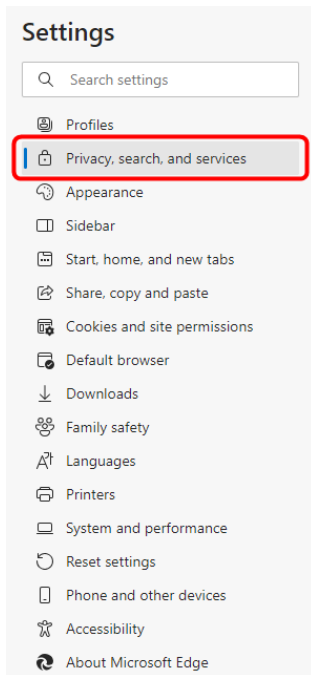 Settings
Search settings
Profiles
Privacy, search, and services
Appearance
Sidebar
Start, home, and new tabs
Share, copy and paste
Cookies and site permissions
Default browser
Downloads
Family safety
Languages
Printers
System and performance
Reset settings
Phone and other devices
Accessibility
About Microsoft Edge